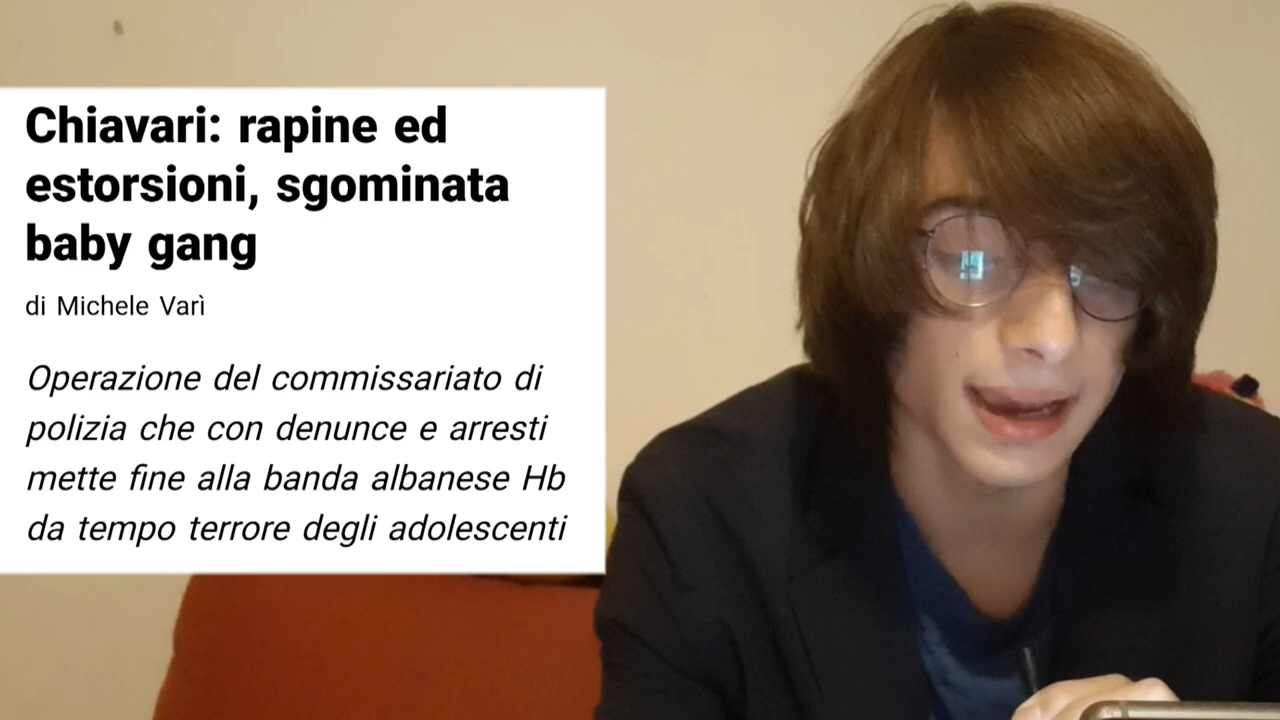 Chiavari: rapine ed
estorsioni, sgominata
baby gang
di Michele Varì
Operazione del commissariato di
polizia che con denunce e arresti
mette fine alla banda albanese Hb
da tempo terrore degli adolescenti